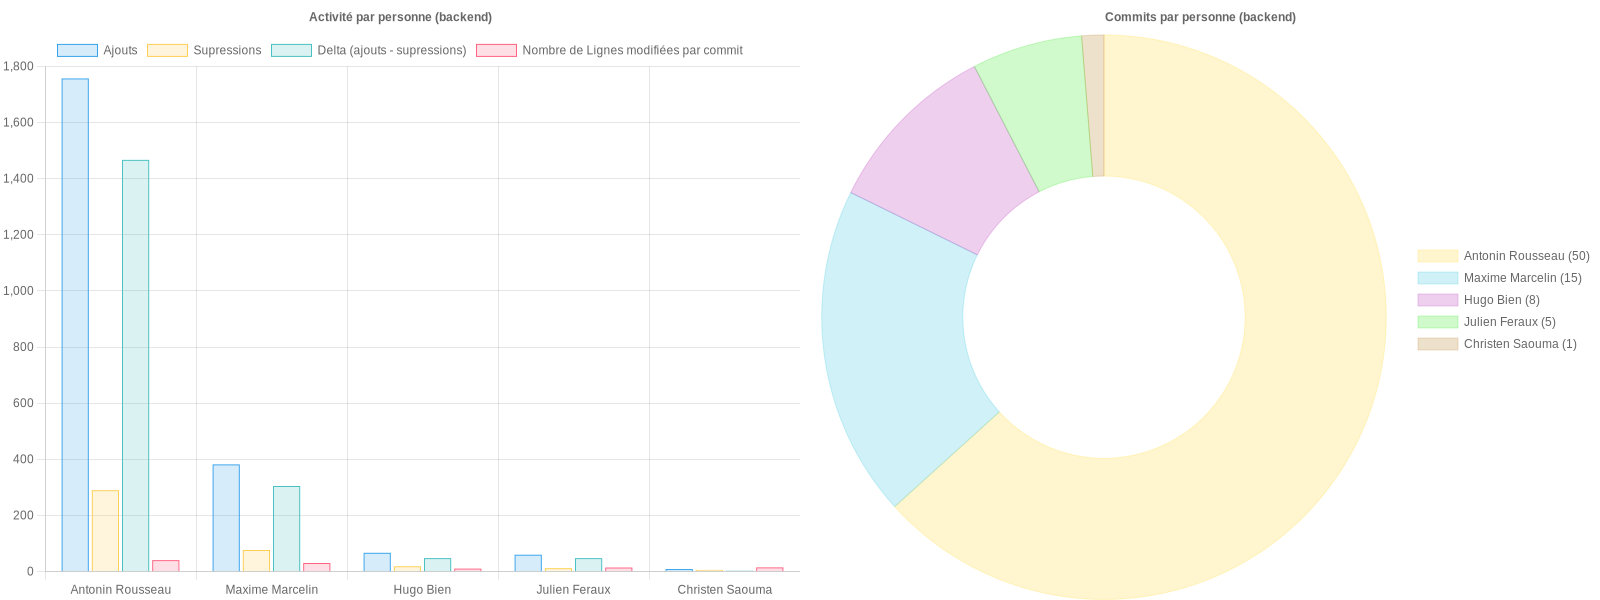 Activité par personne (backend)
Ajouts
Supressions
Delta (ajouts - supressions)
Nombre de Lignes modifiées par commit
1,800
1,600
1,400
1,200
1,000
800
600
400
200
0
Antonin Rousseau
Maxime Marcelin
Hugo Bien
Julien Feraux
Christen Saouma
Commits par personne (backend)
Antonin Rousseau (50)
Maxime Marcelin (15)
Hugo Bien (8)
Julien Feraux (5)
Christen Saouma (1)